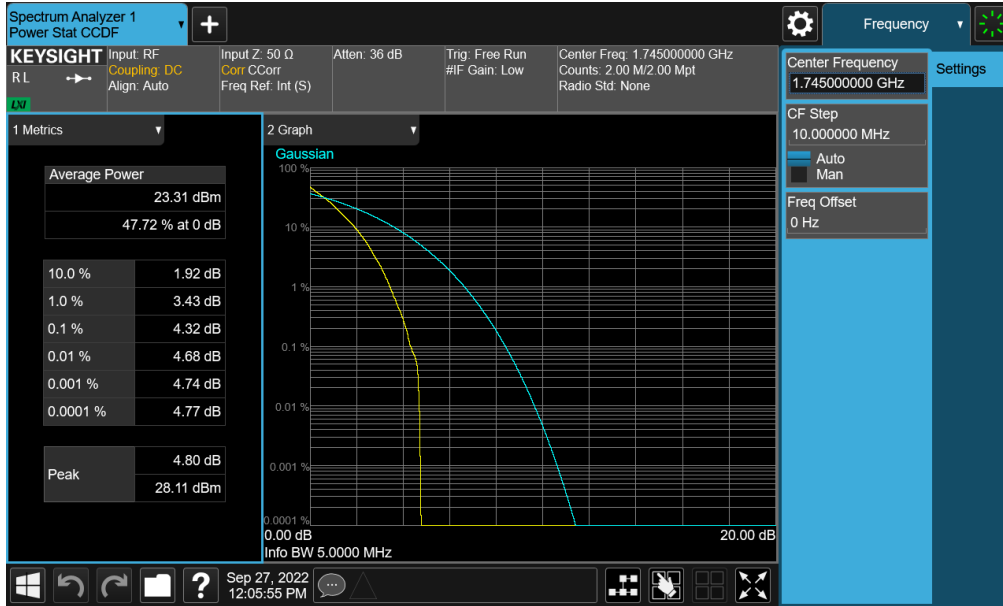 Spectrum Analyzer 1
Power Stat CCDF
Frequency
KEYSIGHT
R L
LXI
Input: RF
Coupling: DC
Align: Auto
Input Z: 50 Ω
Corr CCorr
Freq Ref: Int (S)
Atten: 36 dB
Trig: Free Run
#IF Gain: Low
Center Freq: 1.745000000 GHz
Counts: 2.00 M/2.00 Mpt
Radio Std: None
Center Frequency
1.745000000 GHz
Settings
CF Step
10.000000 MHz
Auto
Man
Freq Offset
0 Hz
1 Metrics
Average Power
23.31 dBm
47.72 % at 0 dB
10.0 % 1.92 dB
1.0 % 3.43 dB
0.1 % 4.32 dB
0.01 % 4.68 dB
0.001 % 4.74 dB
0.0001 % 4.77 dB
Peak
4.80 dB
28.11 dBm
2 Graph
Gaussian
100 %
10 %
1 %
0.1 %
0.01 %
0.001 %
0.0001 %
0.00 dB
20.00 dB
Info BW 5.0000 MHz
?
Sep 27, 2022
12:05:55 PM